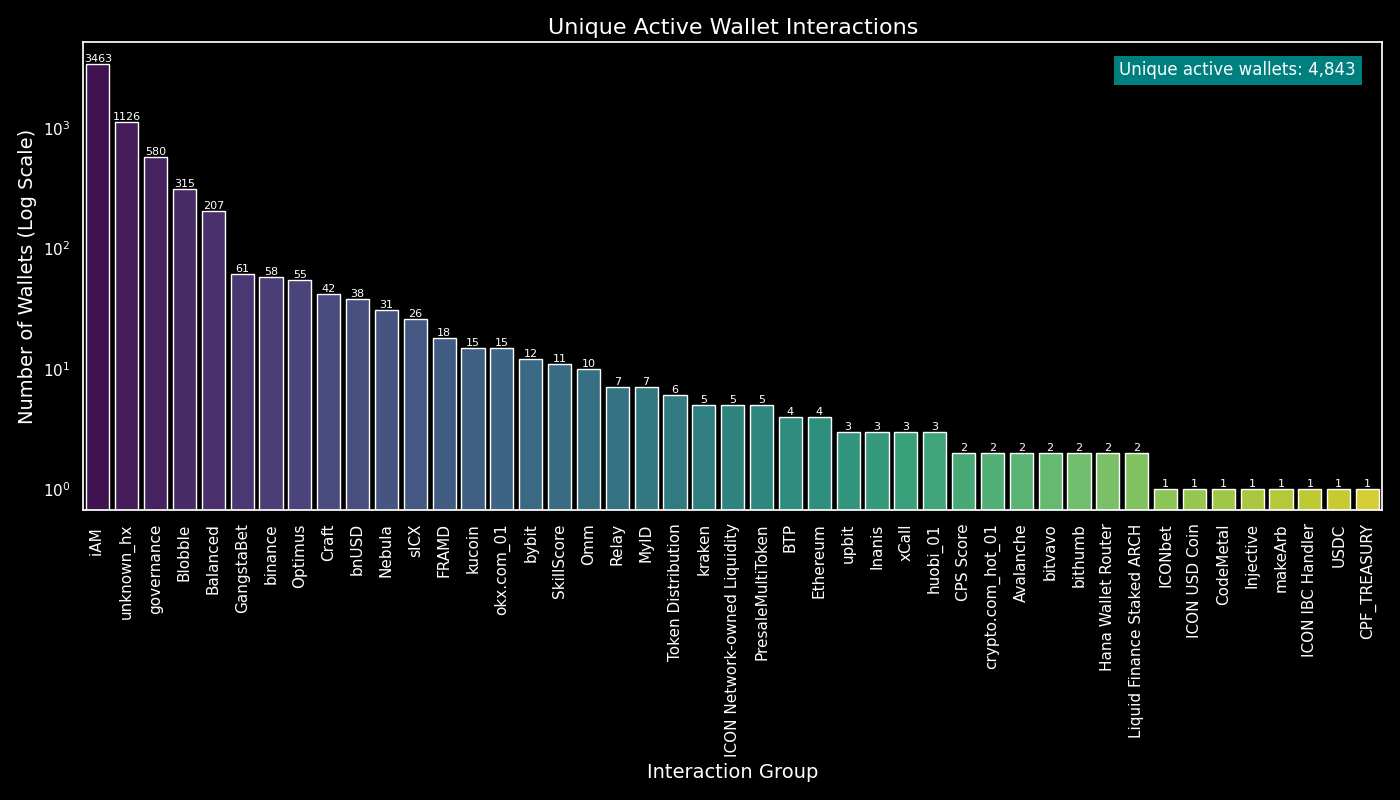 Unique Active Wallet Interactions
Unique active wallets: 4,843
Number of Wallets (Log Scale)
10³
10²
10¹
10⁰
3463
1126
580
315
207
61
58
55
42
38
31
26
18
15
15
12
11
10
7
7
6
5
5
5
4
4
3
3
3
3
2
2
2
2
2
2
2
1
1
1
1
1
1
1
1
iAM
unknown_hx
governance
Blobble
Balanced
GangstaBet
binance
Optimus
Craft
bnUSD
Nebula
sICX
FRAMD
kucoin
okx.com_01
bybit
SkillScore
Omm
Relay
MyID
Token Distribution
kraken
ICON Network-owned Liquidity
PresaleMultiToken
BTP
Ethereum
upbit
Inanis
xCall
huobi_01
CPS Score
crypto.com_hot_01
Avalanche
bitvavo
bithumb
Hana Wallet Router
Liquid Finance Staked ARCH
ICONbet
ICON USD Coin
CodeMetal
Injective
makeArb
ICON IBC Handler
USDC
CPF_TREASURY
Interaction Group